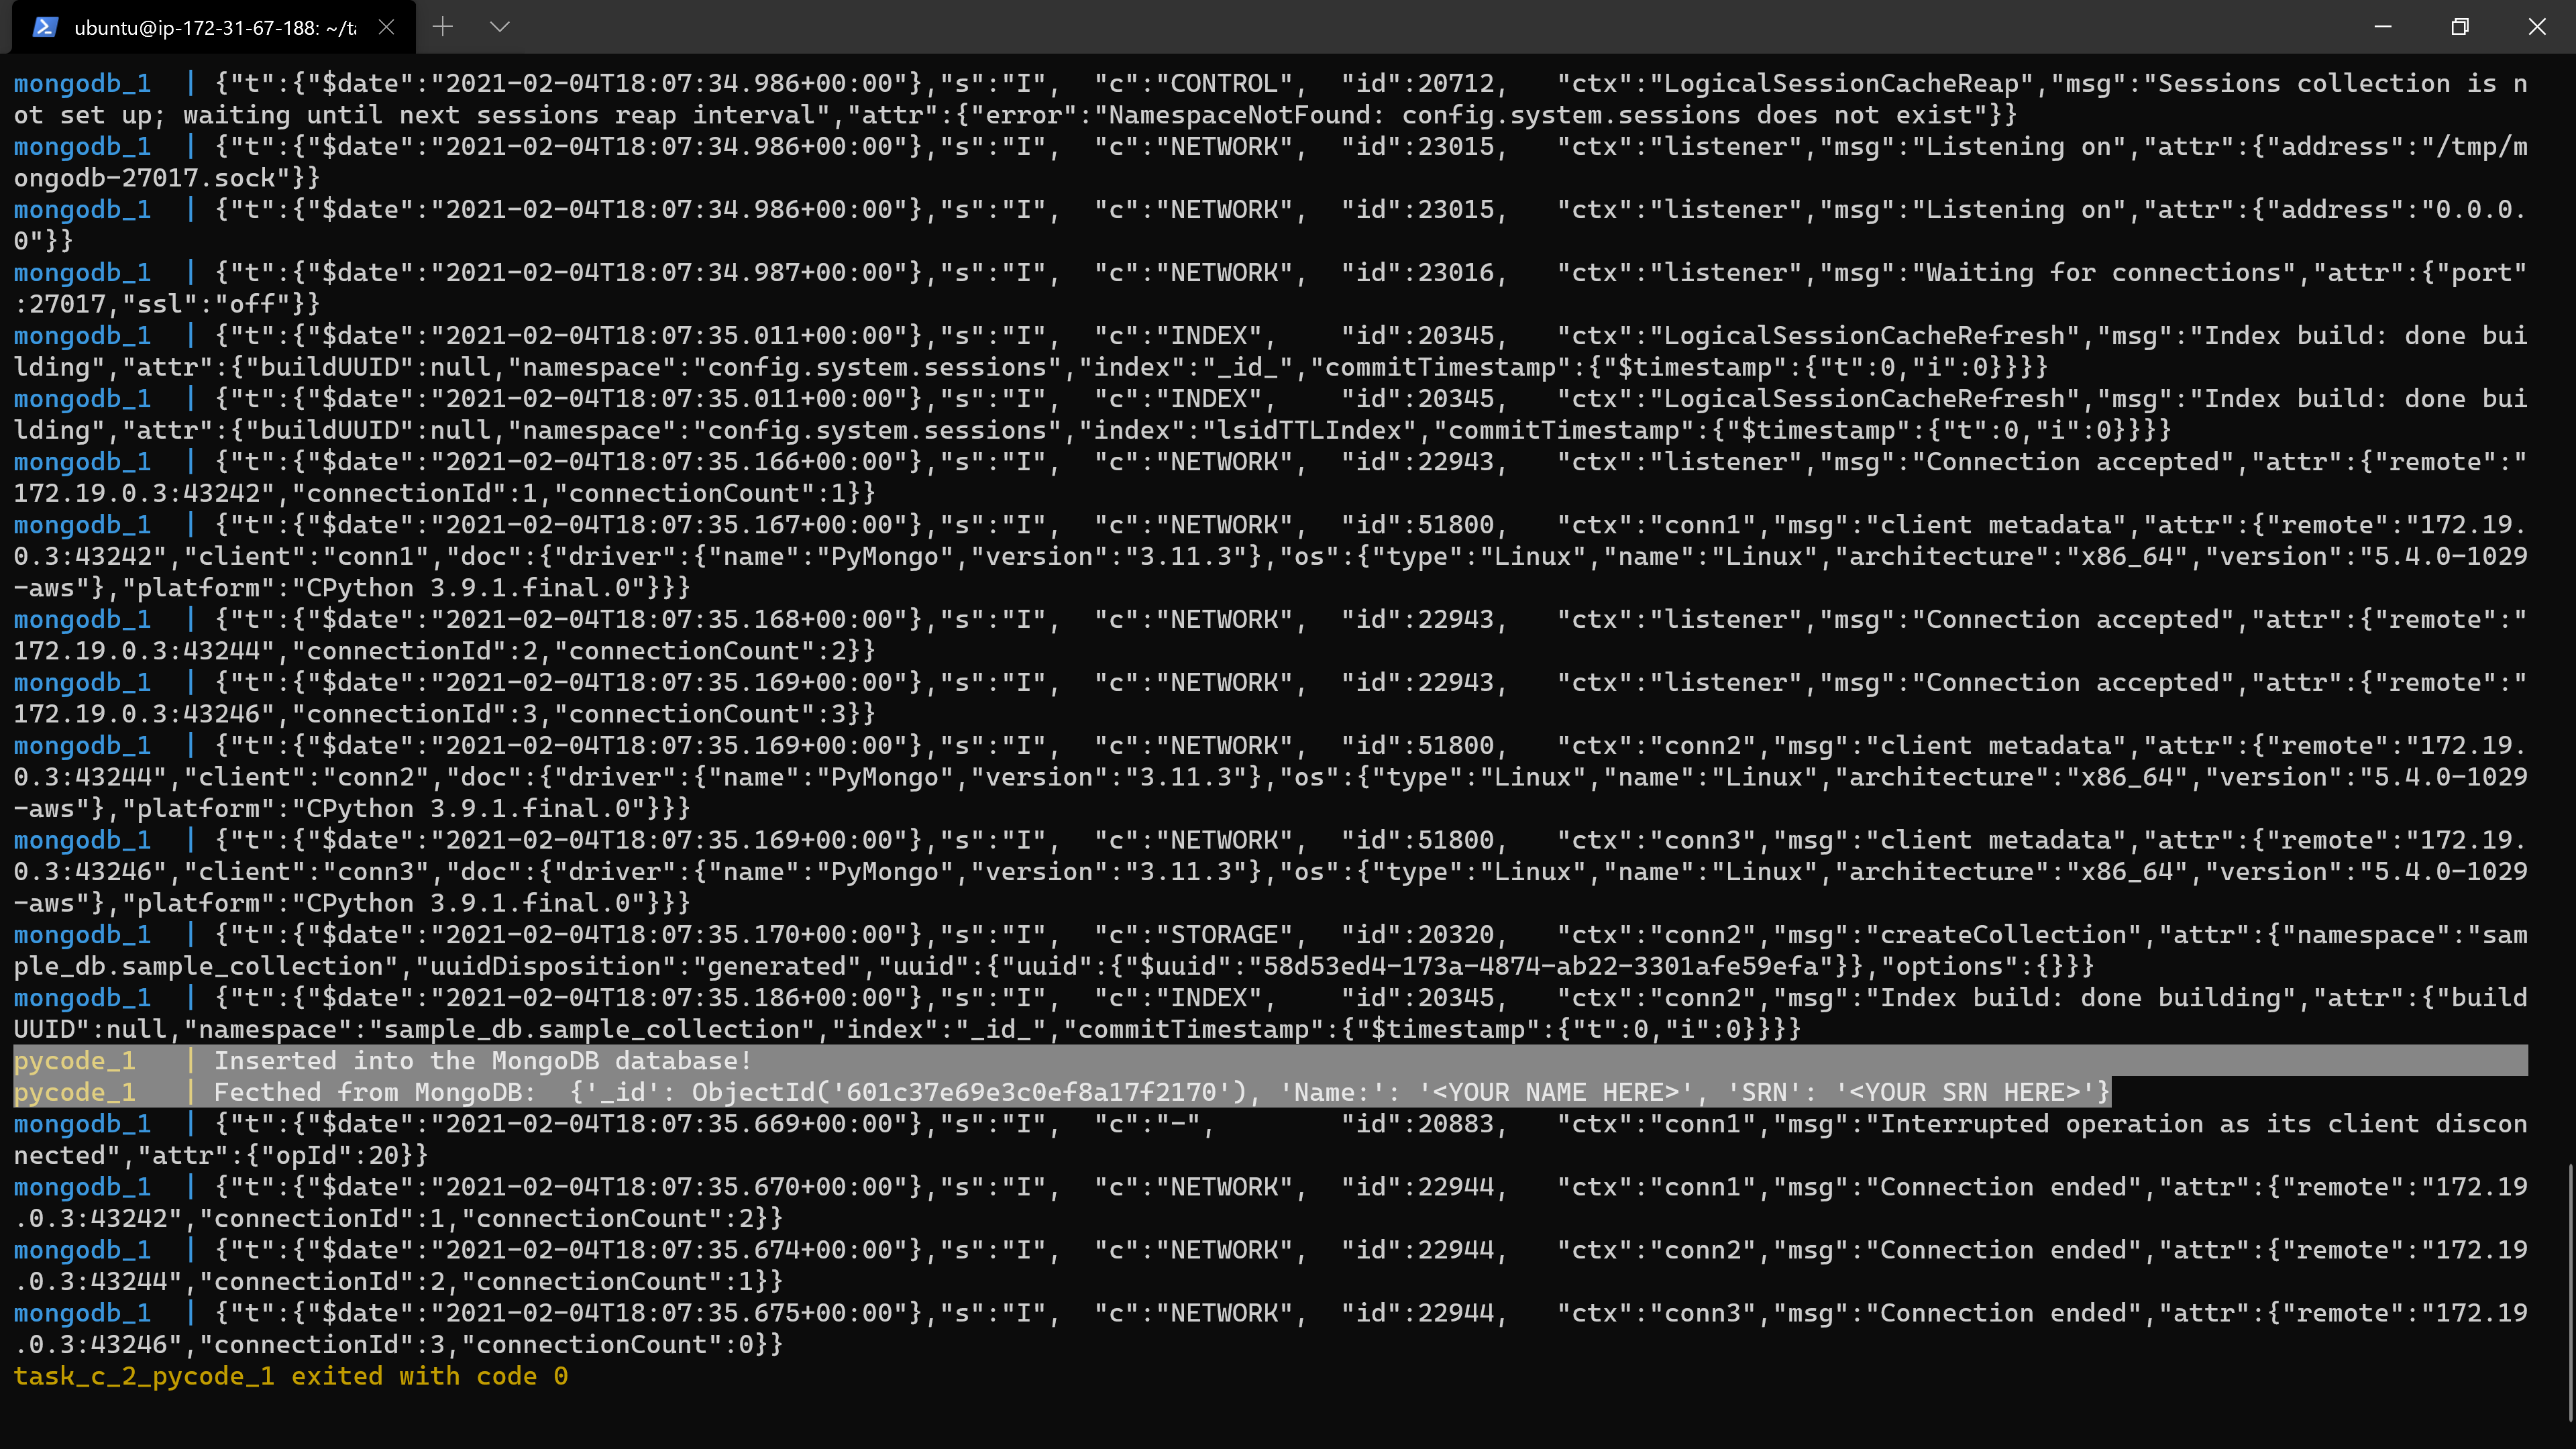 ubuntu@ip-172-31-67-188: ~/ta
mongodb_1  | {"t":{"$date":"2021-02-04T18:07:34.986+00:00"},"s":"I",  "c":"CONTROL",  "id":20712,   "ctx":"LogicalSessionCacheReap","msg":"Sessions collection is n
ot set up; waiting until next sessions reap interval","attr":{"error":"NamespaceNotFound: config.system.sessions does not exist"}}
mongodb_1  | {"t":{"$date":"2021-02-04T18:07:34.986+00:00"},"s":"I",  "c":"NETWORK",  "id":23015,   "ctx":"listener","msg":"Listening on","attr":{"address":"/tmp/m
ongodb-27017.sock"}}
mongodb_1  | {"t":{"$date":"2021-02-04T18:07:34.986+00:00"},"s":"I",  "c":"NETWORK",  "id":23015,   "ctx":"listener","msg":"Listening on","attr":{"address":"0.0.0.
0"}}
mongodb_1  | {"t":{"$date":"2021-02-04T18:07:34.987+00:00"},"s":"I",  "c":"NETWORK",  "id":23016,   "ctx":"listener","msg":"Waiting for connections","attr":{"port"
:27017,"ssl":"off"}}
mongodb_1  | {"t":{"$date":"2021-02-04T18:07:35.011+00:00"},"s":"I",  "c":"INDEX",    "id":20345,   "ctx":"LogicalSessionCacheRefresh","msg":"Index build: done bui
lding","attr":{"buildUUID":null,"namespace":"config.system.sessions","index":"_id_","commitTimestamp":{"$timestamp":{"t":0,"i":0}}}}
mongodb_1  | {"t":{"$date":"2021-02-04T18:07:35.011+00:00"},"s":"I",  "c":"INDEX",    "id":20345,   "ctx":"LogicalSessionCacheRefresh","msg":"Index build: done bui
lding","attr":{"buildUUID":null,"namespace":"config.system.sessions","index":"lsidTTLIndex","commitTimestamp":{"$timestamp":{"t":0,"i":0}}}}
mongodb_1  | {"t":{"$date":"2021-02-04T18:07:35.166+00:00"},"s":"I",  "c":"NETWORK",  "id":22943,   "ctx":"listener","msg":"Connection accepted","attr":{"remote":"
172.19.0.3:43242","connectionId":1,"connectionCount":1}}
mongodb_1  | {"t":{"$date":"2021-02-04T18:07:35.167+00:00"},"s":"I",  "c":"NETWORK",  "id":51800,   "ctx":"conn1","msg":"client metadata","attr":{"remote":"172.19.
0.3:43242","client":"conn1","doc":{"driver":{"name":"PyMongo","version":"3.11.3"},"os":{"type":"Linux","name":"Linux","architecture":"x86_64","version":"5.4.0-1029
-aws"},"platform":"CPython 3.9.1.final.0"}}}
mongodb_1  | {"t":{"$date":"2021-02-04T18:07:35.168+00:00"},"s":"I",  "c":"NETWORK",  "id":22943,   "ctx":"listener","msg":"Connection accepted","attr":{"remote":"
172.19.0.3:43244","connectionId":2,"connectionCount":2}}
mongodb_1  | {"t":{"$date":"2021-02-04T18:07:35.169+00:00"},"s":"I",  "c":"NETWORK",  "id":22943,   "ctx":"listener","msg":"Connection accepted","attr":{"remote":"
172.19.0.3:43246","connectionId":3,"connectionCount":3}}
mongodb_1  | {"t":{"$date":"2021-02-04T18:07:35.169+00:00"},"s":"I",  "c":"NETWORK",  "id":51800,   "ctx":"conn2","msg":"client metadata","attr":{"remote":"172.19.
0.3:43244","client":"conn2","doc":{"driver":{"name":"PyMongo","version":"3.11.3"},"os":{"type":"Linux","name":"Linux","architecture":"x86_64","version":"5.4.0-1029
-aws"},"platform":"CPython 3.9.1.final.0"}}}
mongodb_1  | {"t":{"$date":"2021-02-04T18:07:35.169+00:00"},"s":"I",  "c":"NETWORK",  "id":51800,   "ctx":"conn3","msg":"client metadata","attr":{"remote":"172.19.
0.3:43246","client":"conn3","doc":{"driver":{"name":"PyMongo","version":"3.11.3"},"os":{"type":"Linux","name":"Linux","architecture":"x86_64","version":"5.4.0-1029
-aws"},"platform":"CPython 3.9.1.final.0"}}}
mongodb_1  | {"t":{"$date":"2021-02-04T18:07:35.170+00:00"},"s":"I",  "c":"STORAGE",  "id":20320,   "ctx":"conn2","msg":"createCollection","attr":{"namespace":"sam
ple_db.sample_collection","uuidDisposition":"generated","uuid":{"uuid":{"$uuid":"58d53ed4-173a-4874-ab22-3301afe59efa"}},"options":{}}}
mongodb_1  | {"t":{"$date":"2021-02-04T18:07:35.186+00:00"},"s":"I",  "c":"INDEX",    "id":20345,   "ctx":"conn2","msg":"Index build: done building","attr":{"build
UUID":null,"namespace":"sample_db.sample_collection","index":"_id_","commitTimestamp":{"$timestamp":{"t":0,"i":0}}}}
pycode_1   | Inserted into the MongoDB database!
pycode_1   | Fecthed from MongoDB:  {'_id': ObjectId('601c37e69e3c0ef8a17f2170'), 'Name:': '<YOUR NAME HERE>', 'SRN': '<YOUR SRN HERE>'}
mongodb_1  | {"t":{"$date":"2021-02-04T18:07:35.669+00:00"},"s":"I",  "c":"-",        "id":20883,   "ctx":"conn1","msg":"Interrupted operation as its client discon
nected","attr":{"opId":20}}
mongodb_1  | {"t":{"$date":"2021-02-04T18:07:35.670+00:00"},"s":"I",  "c":"NETWORK",  "id":22944,   "ctx":"conn1","msg":"Connection ended","attr":{"remote":"172.19
.0.3:43242","connectionId":1,"connectionCount":2}}
mongodb_1  | {"t":{"$date":"2021-02-04T18:07:35.674+00:00"},"s":"I",  "c":"NETWORK",  "id":22944,   "ctx":"conn2","msg":"Connection ended","attr":{"remote":"172.19
.0.3:43244","connectionId":2,"connectionCount":1}}
mongodb_1  | {"t":{"$date":"2021-02-04T18:07:35.675+00:00"},"s":"I",  "c":"NETWORK",  "id":22944,   "ctx":"conn3","msg":"Connection ended","attr":{"remote":"172.19
.0.3:43246","connectionId":3,"connectionCount":0}}
task_c_2_pycode_1 exited with code 0